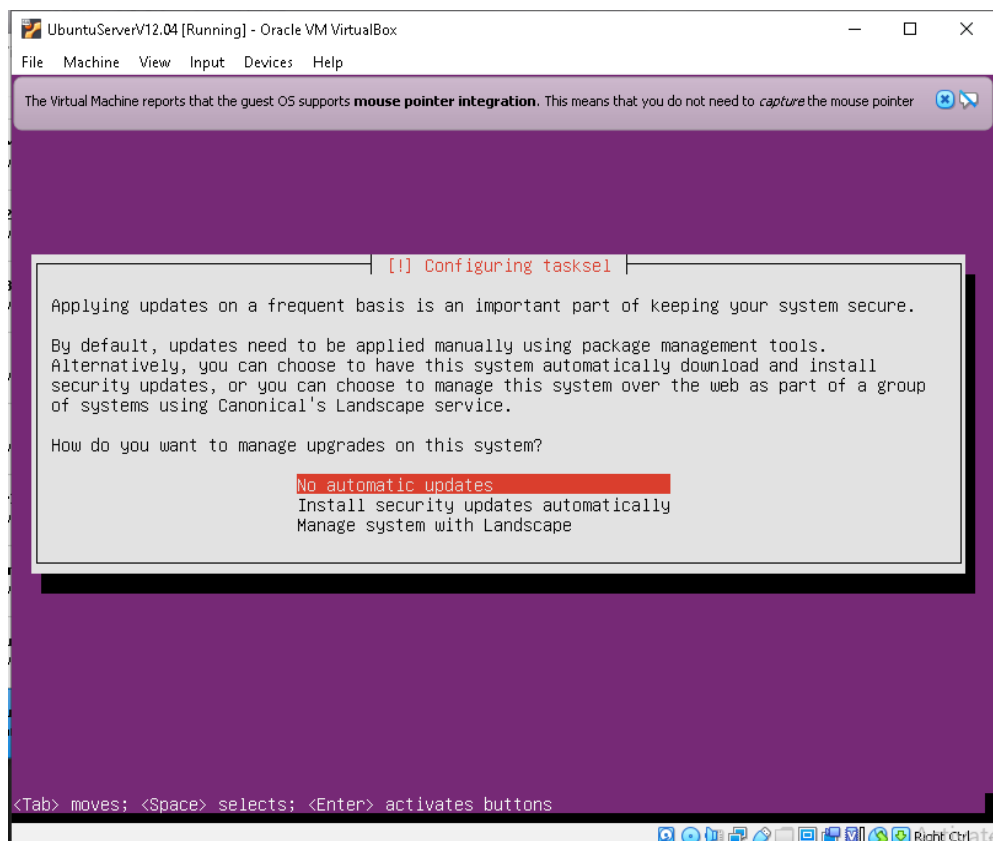 UbuntuServerV12.04 [Running] - Oracle VM VirtualBox
File Machine View Input Devices Help
The Virtual Machine reports that the guest OS supports mouse pointer integration. This means that you do not need to capture the mouse pointer
[!] Configuring tasksel
Applying updates on a frequent basis is an important part of keeping your system secure.
By default, updates need to be applied manually using package management tools.
Alternatively, you can choose to have this system automatically download and install
security updates, or you can choose to manage this system over the web as part of a group
of systems using Canonical's Landscape service.
How do you want to manage upgrades on this system?
No automatic updates
Install security updates automatically
Manage system with Landscape
<Tab> moves; <Space> selects; <Enter> activates buttons
Right Ctrl